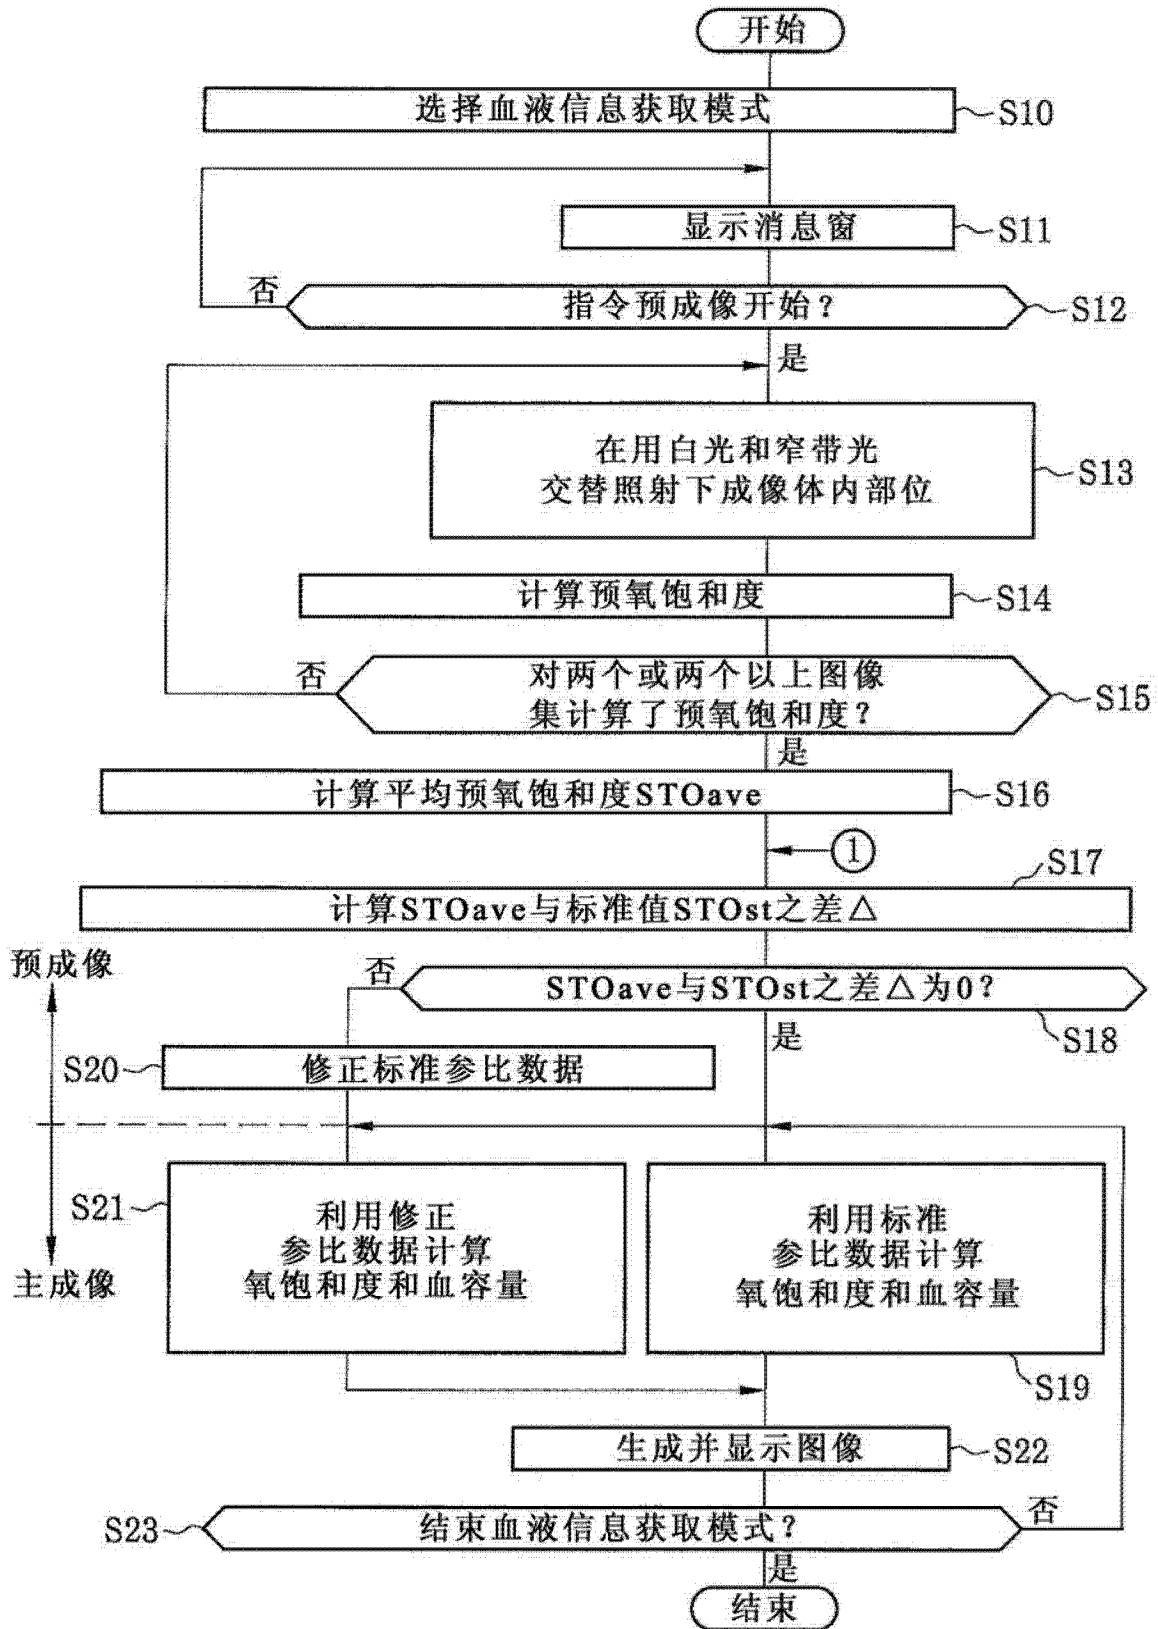 开始
选择血液信息获取模式
S10
显示消息窗
S11
否
指令预成像开始？
S12
是
在用白光和窄带光
交替照射下成像体内部位
S13
计算预氧饱和度
S14
否
对两个或两个以上图像
集计算了预氧饱和度？
S15
是
计算平均预氧饱和度STOave
S16
①
S17
计算STOave与标准值STOst之差△
预成像
否
STOave与STOst之差△为0？
S18
是
S20
修正标准参比数据
S21
利用修正
参比数据计算
氧饱和度和血容量
利用标准
参比数据计算
氧饱和度和血容量
主成像
S19
生成并显示图像
S22
S23
结束血液信息获取模式？
否
是
结束